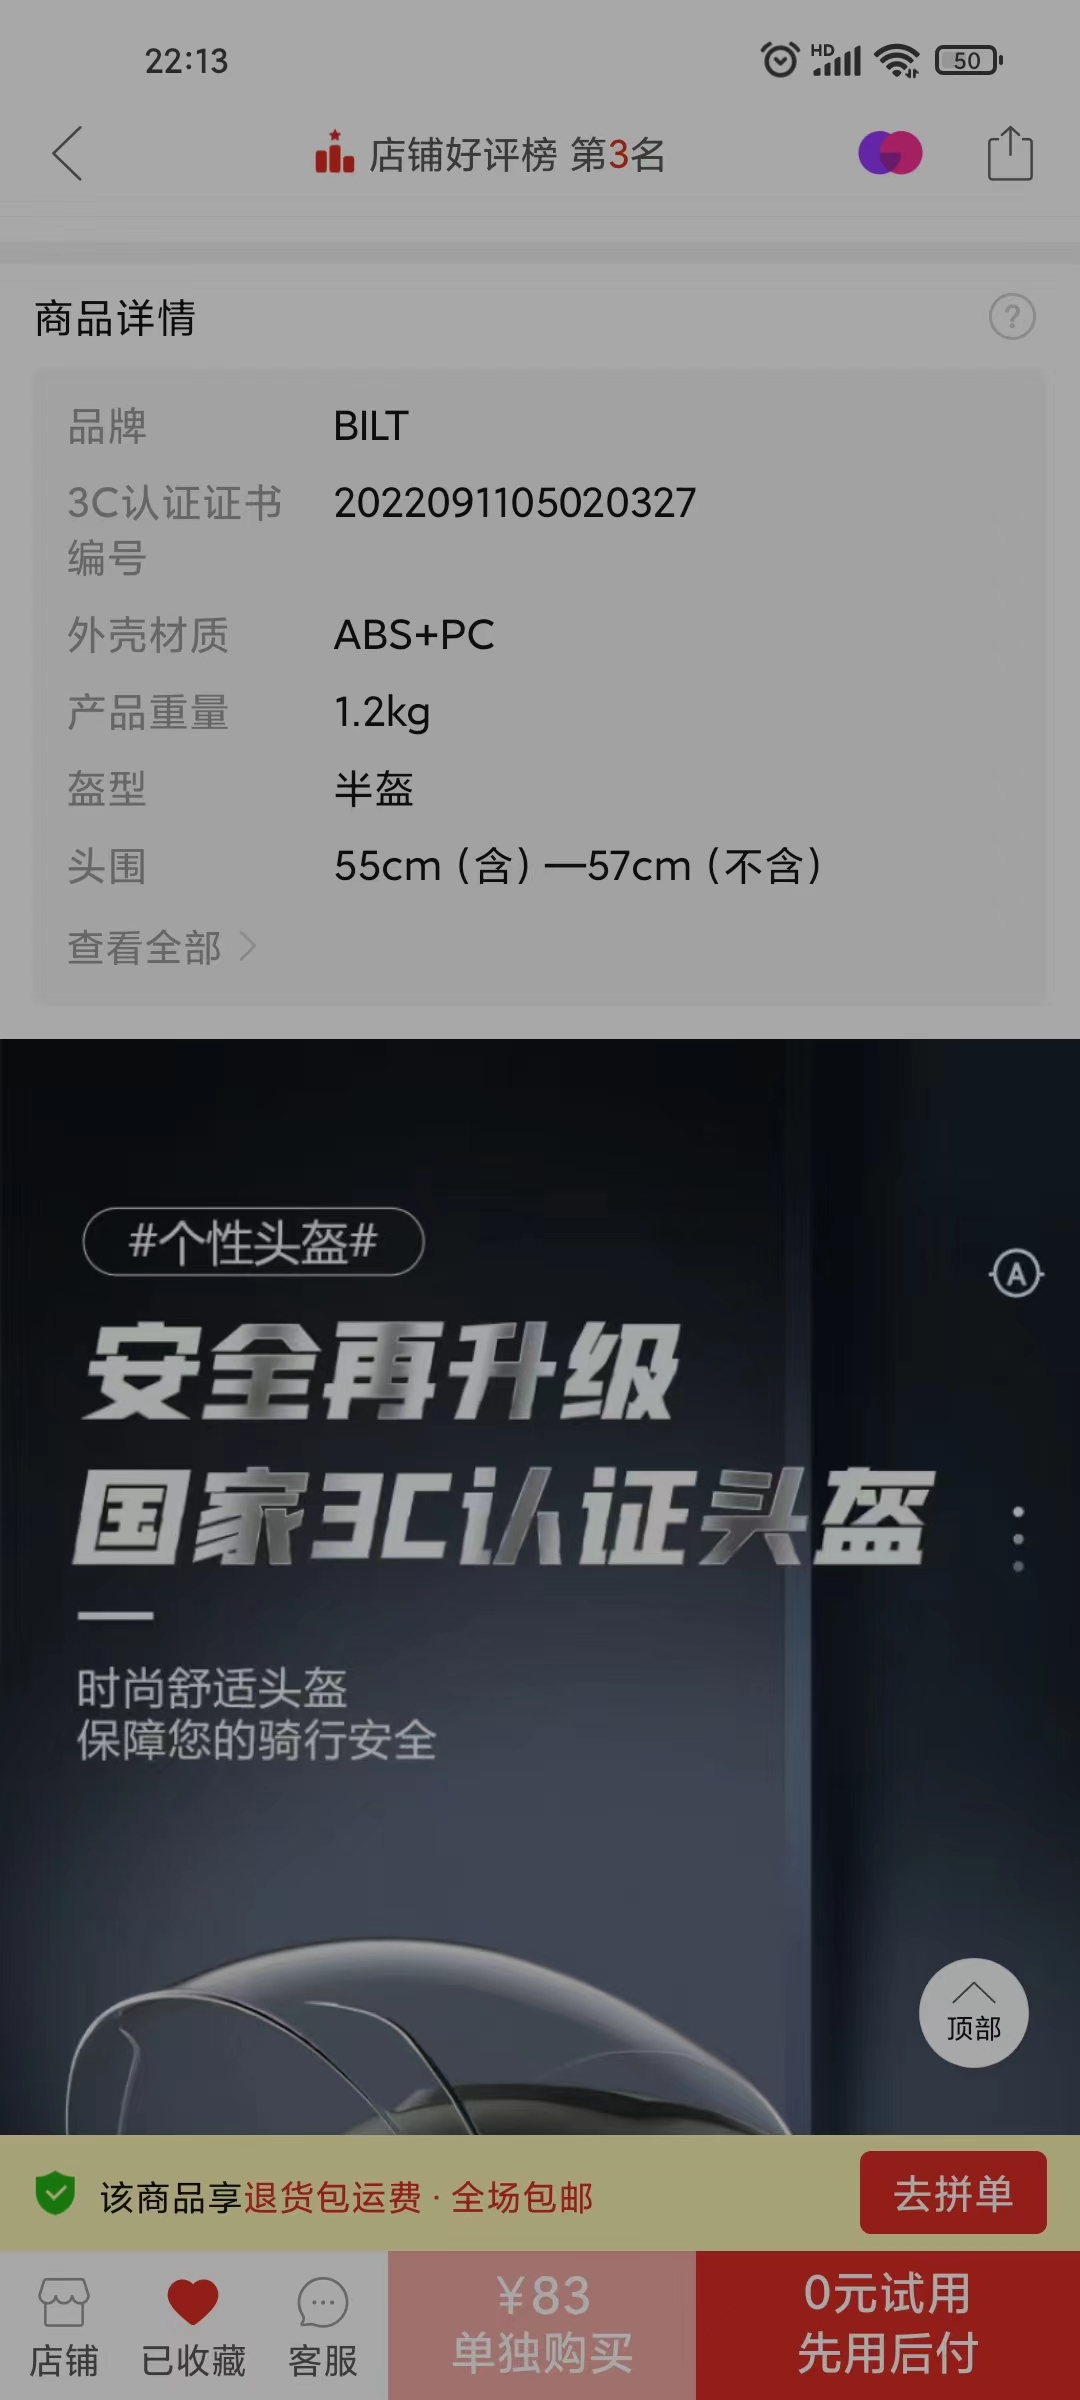 22:13
HD
50
店铺好评榜 第3名
商品详情
?
品牌 BILT
3C认证证书编号 2022091105020327
外壳材质 ABS+PC
产品重量 1.2kg
盔型 半盔
头围 55cm（含）—57cm（不含）
查看全部
#个性头盔#
A
安全再升级
国家3C认证头盔
时尚舒适头盔
保障您的骑行安全
顶部
该商品享退货包运费 · 全场包邮
去拼单
店铺
已收藏
客服
¥83
单独购买
0元试用
先用后付